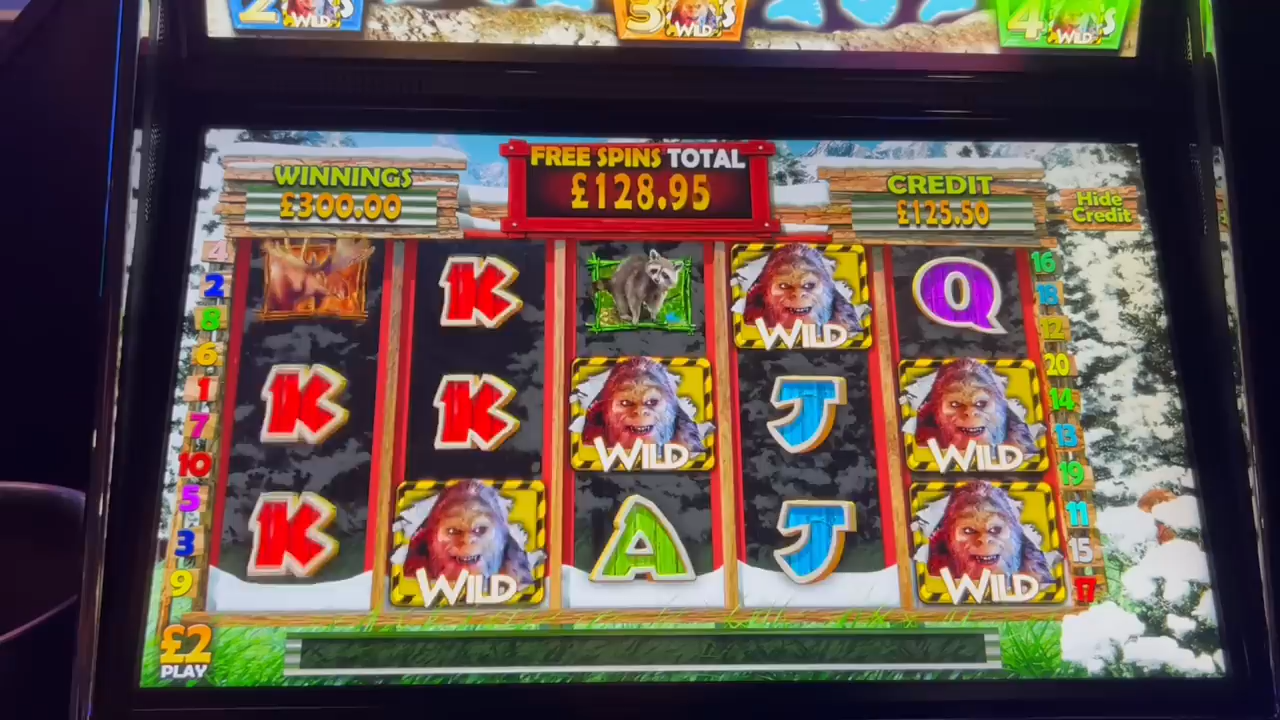 2 WILD S
3 WILD S
4 WILD S
FREE SPINS TOTAL
£128.95
WINNINGS
£300.00
CREDIT
£125.50
Hide
Credit
4
2
8
6
1
7
10
5
3
9
K
WILD
Q
K
K
WILD
J
WILD
K
WILD
A
J
WILD
16
18
12
20
14
13
19
11
15
17
£2
PLAY